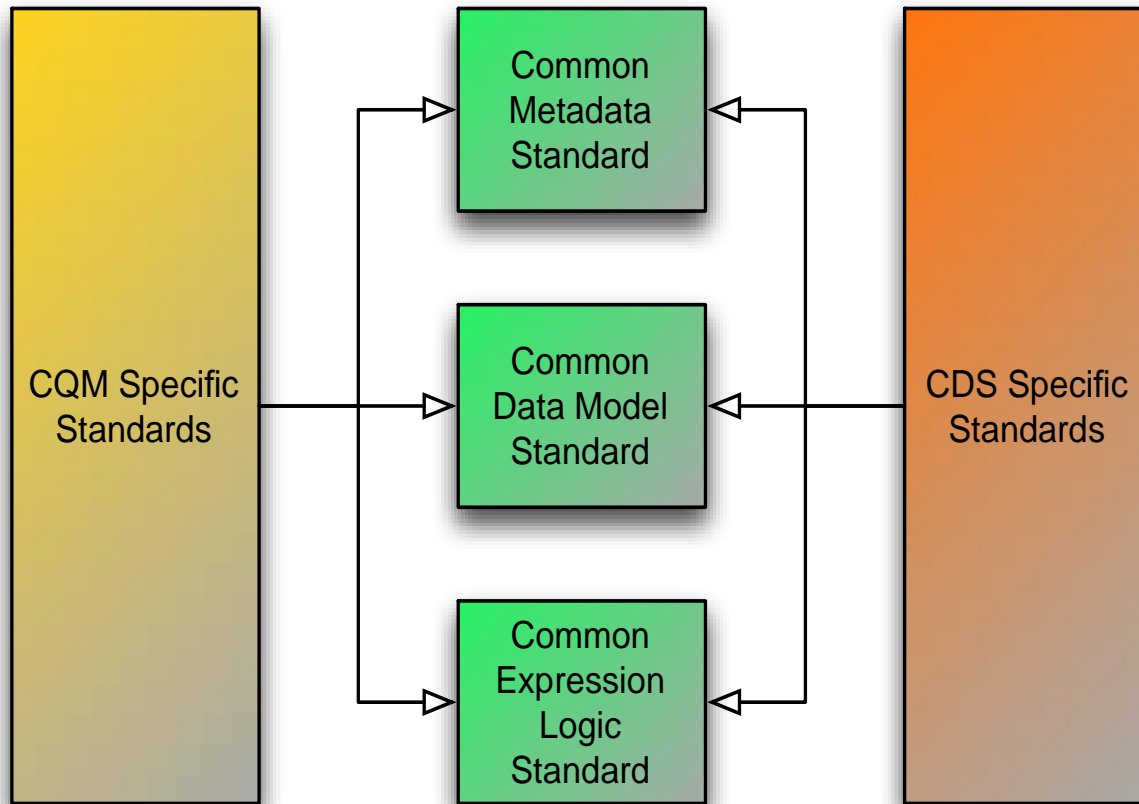 CQM Specific
Standards
Common
Metadata
Standard
Common
Data Model
Standard
Common
Expression
Logic
Standard
CDS Specific
Standards